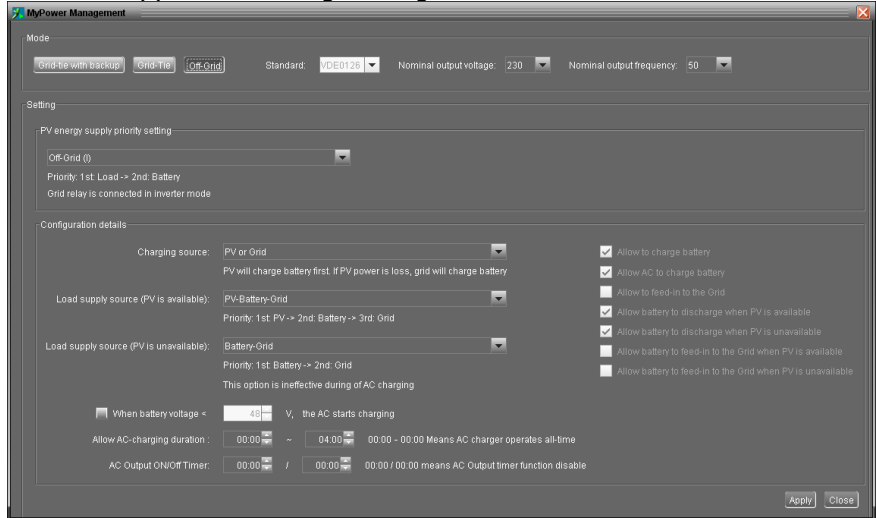 MyPower Management
Mode
Grid-tie with backup Grid-Tie Off-Grid Standard: VDE0126 Nominal output voltage: 230 Nominal output frequency: 50
Setting
PV energy supply priority setting
Off-Grid (I)
Priority: 1st: Load -> 2nd: Battery
Grid relay is connected in inverter mode
Configuration details
Charging source: PV or Grid
PV will charge battery first. If PV power is loss, grid will charge battery
Load supply source (PV is available): PV-Battery-Grid
Priority: 1st: PV -> 2nd: Battery -> 3rd: Grid
Load supply source (PV is unavailable): Battery-Grid
Priority: 1st: Battery -> 2nd: Grid
This option is ineffective during of AC charging
When battery voltage < 48 V, the AC starts charging
Allow AC-charging duration : 00:00 ~ 04:00 00:00 - 00:00 Means AC charger operates all-time
AC Output ON/Off Timer: 00:00 / 00:00 00:00 / 00:00 means AC Output timer function disable
Allow to charge battery
Allow AC to charge battery
Allow to feed-in to the Grid
Allow battery to discharge when PV is available
Allow battery to discharge when PV is unavailable
Allow battery to feed-in to the Grid when PV is available
Allow battery to feed-in to the Grid when PV is unavailable
Apply Close